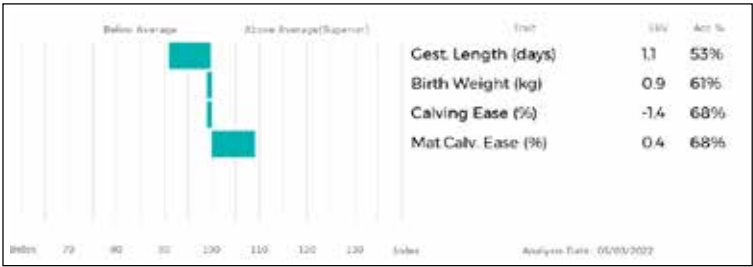 Below Average Above Average(Superior) Trait EBV Acc %
Gest. Length (days) 1.1 53%
Birth Weight (kg) 0.9 61%
Calving Ease (%) -1.4 68%
Mat.Calv. Ease (%) 0.4 68%
Below 70 80 90 100 110 120 130 Index Analysis Date: 05/03/2022